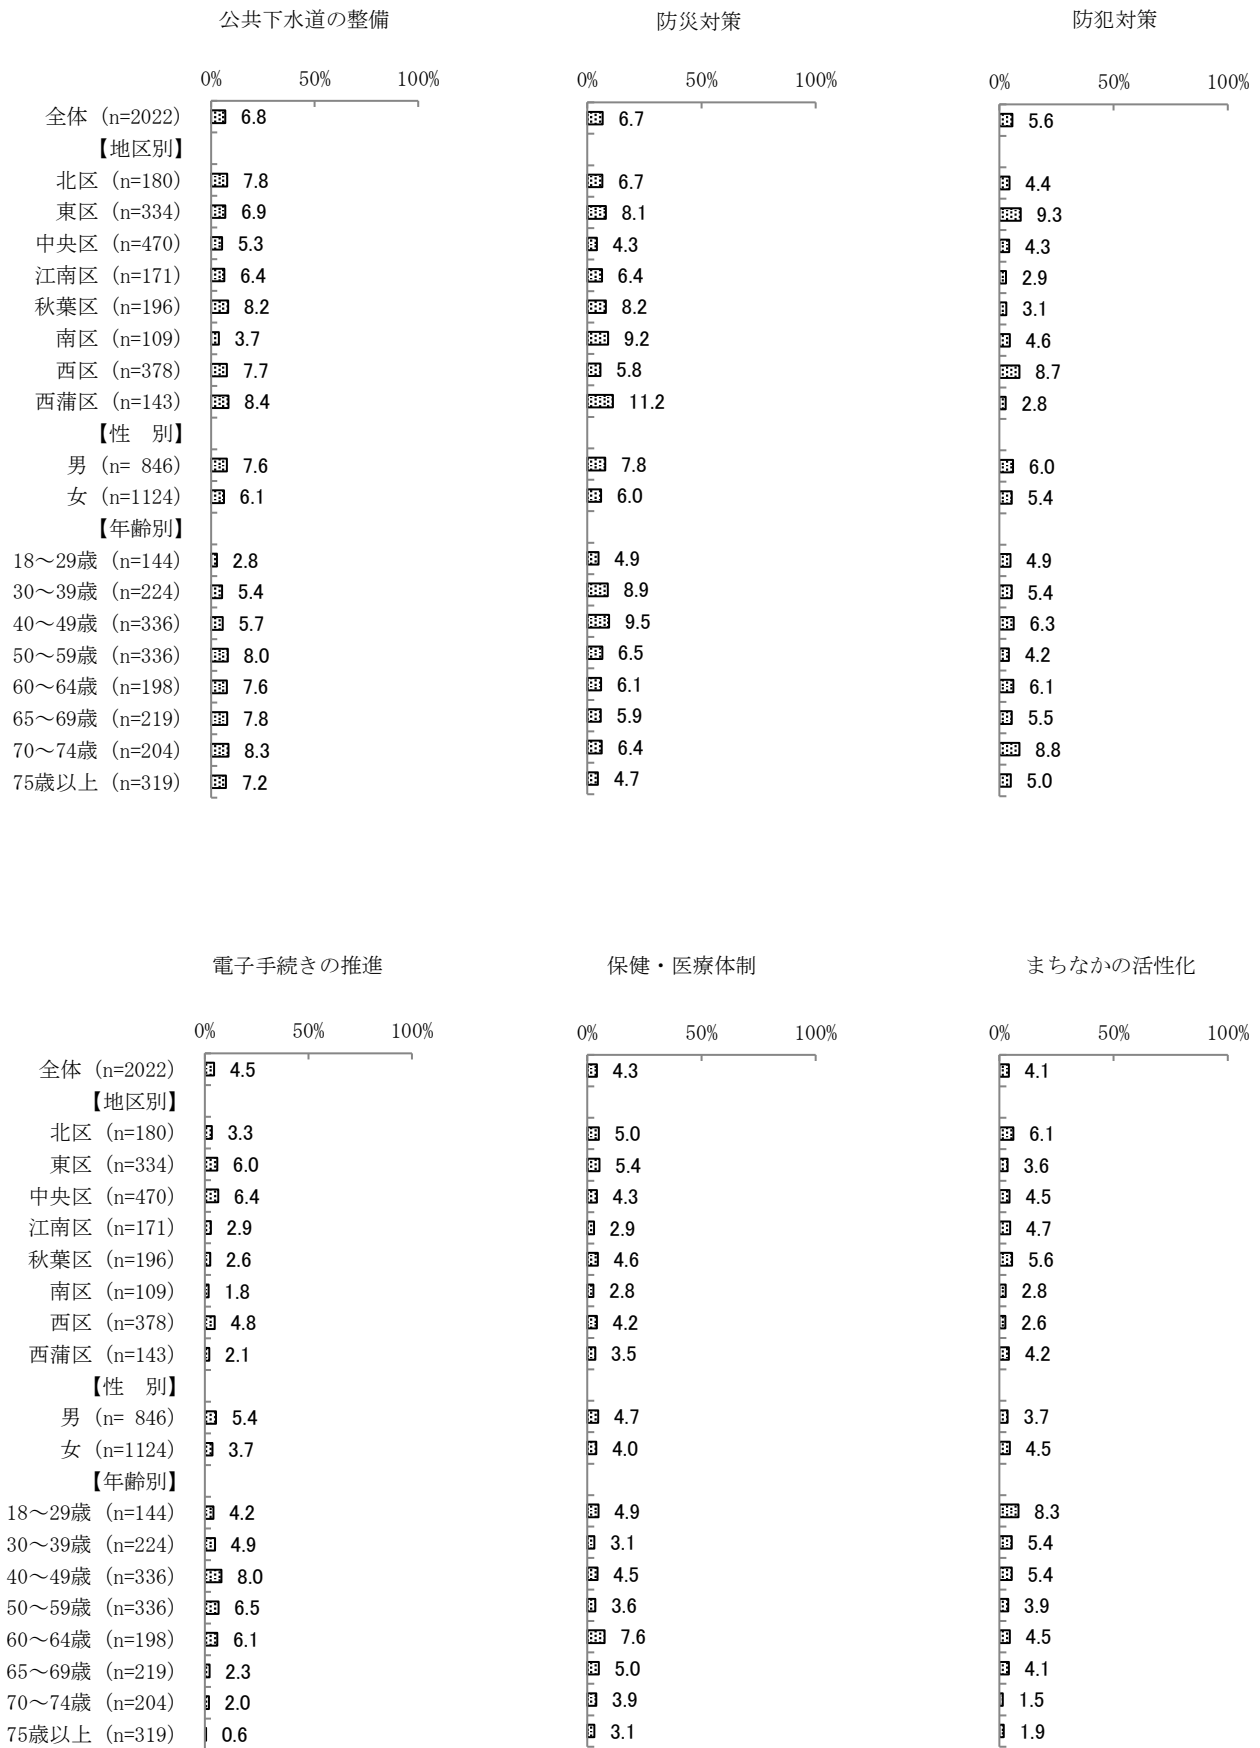 公共下水道の整備 防災対策 防犯対策
0% 50% 100% 0% 50% 100% 0% 50% 100%
全体 (n=2022) 6.8 6.7 5.6
【地区別】
北区 (n=180) 7.8 6.7 4.4
東区 (n=334) 6.9 8.1 9.3
中央区 (n=470) 5.3 4.3 4.3
江南区 (n=171) 6.4 6.4 2.9
秋葉区 (n=196) 8.2 8.2 3.1
南区 (n=109) 3.7 9.2 4.6
西区 (n=378) 7.7 5.8 8.7
西蒲区 (n=143) 8.4 11.2 2.8
【性　別】
男 (n= 846) 7.6 7.8 6.0
女 (n=1124) 6.1 6.0 5.4
【年齢別】
18～29歳 (n=144) 2.8 4.9 4.9
30～39歳 (n=224) 5.4 8.9 5.4
40～49歳 (n=336) 5.7 9.5 6.3
50～59歳 (n=336) 8.0 6.5 4.2
60～64歳 (n=198) 7.6 6.1 6.1
65～69歳 (n=219) 7.8 5.9 5.5
70～74歳 (n=204) 8.3 6.4 8.8
75歳以上 (n=319) 7.2 4.7 5.0
電子手続きの推進 保健・医療体制 まちなかの活性化
0% 50% 100% 0% 50% 100% 0% 50% 100%
全体 (n=2022) 4.5 4.3 4.1
【地区別】
北区 (n=180) 3.3 5.0 6.1
東区 (n=334) 6.0 5.4 3.6
中央区 (n=470) 6.4 4.3 4.5
江南区 (n=171) 2.9 2.9 4.7
秋葉区 (n=196) 2.6 4.6 5.6
南区 (n=109) 1.8 2.8 2.8
西区 (n=378) 4.8 4.2 2.6
西蒲区 (n=143) 2.1 3.5 4.2
【性　別】
男 (n= 846) 5.4 4.7 3.7
女 (n=1124) 3.7 4.0 4.5
【年齢別】
18～29歳 (n=144) 4.2 4.9 8.3
30～39歳 (n=224) 4.9 3.1 5.4
40～49歳 (n=336) 8.0 4.5 5.4
50～59歳 (n=336) 6.5 3.6 3.9
60～64歳 (n=198) 6.1 7.6 4.5
65～69歳 (n=219) 2.3 5.0 4.1
70～74歳 (n=204) 2.0 3.9 1.5
75歳以上 (n=319) 0.6 3.1 1.9